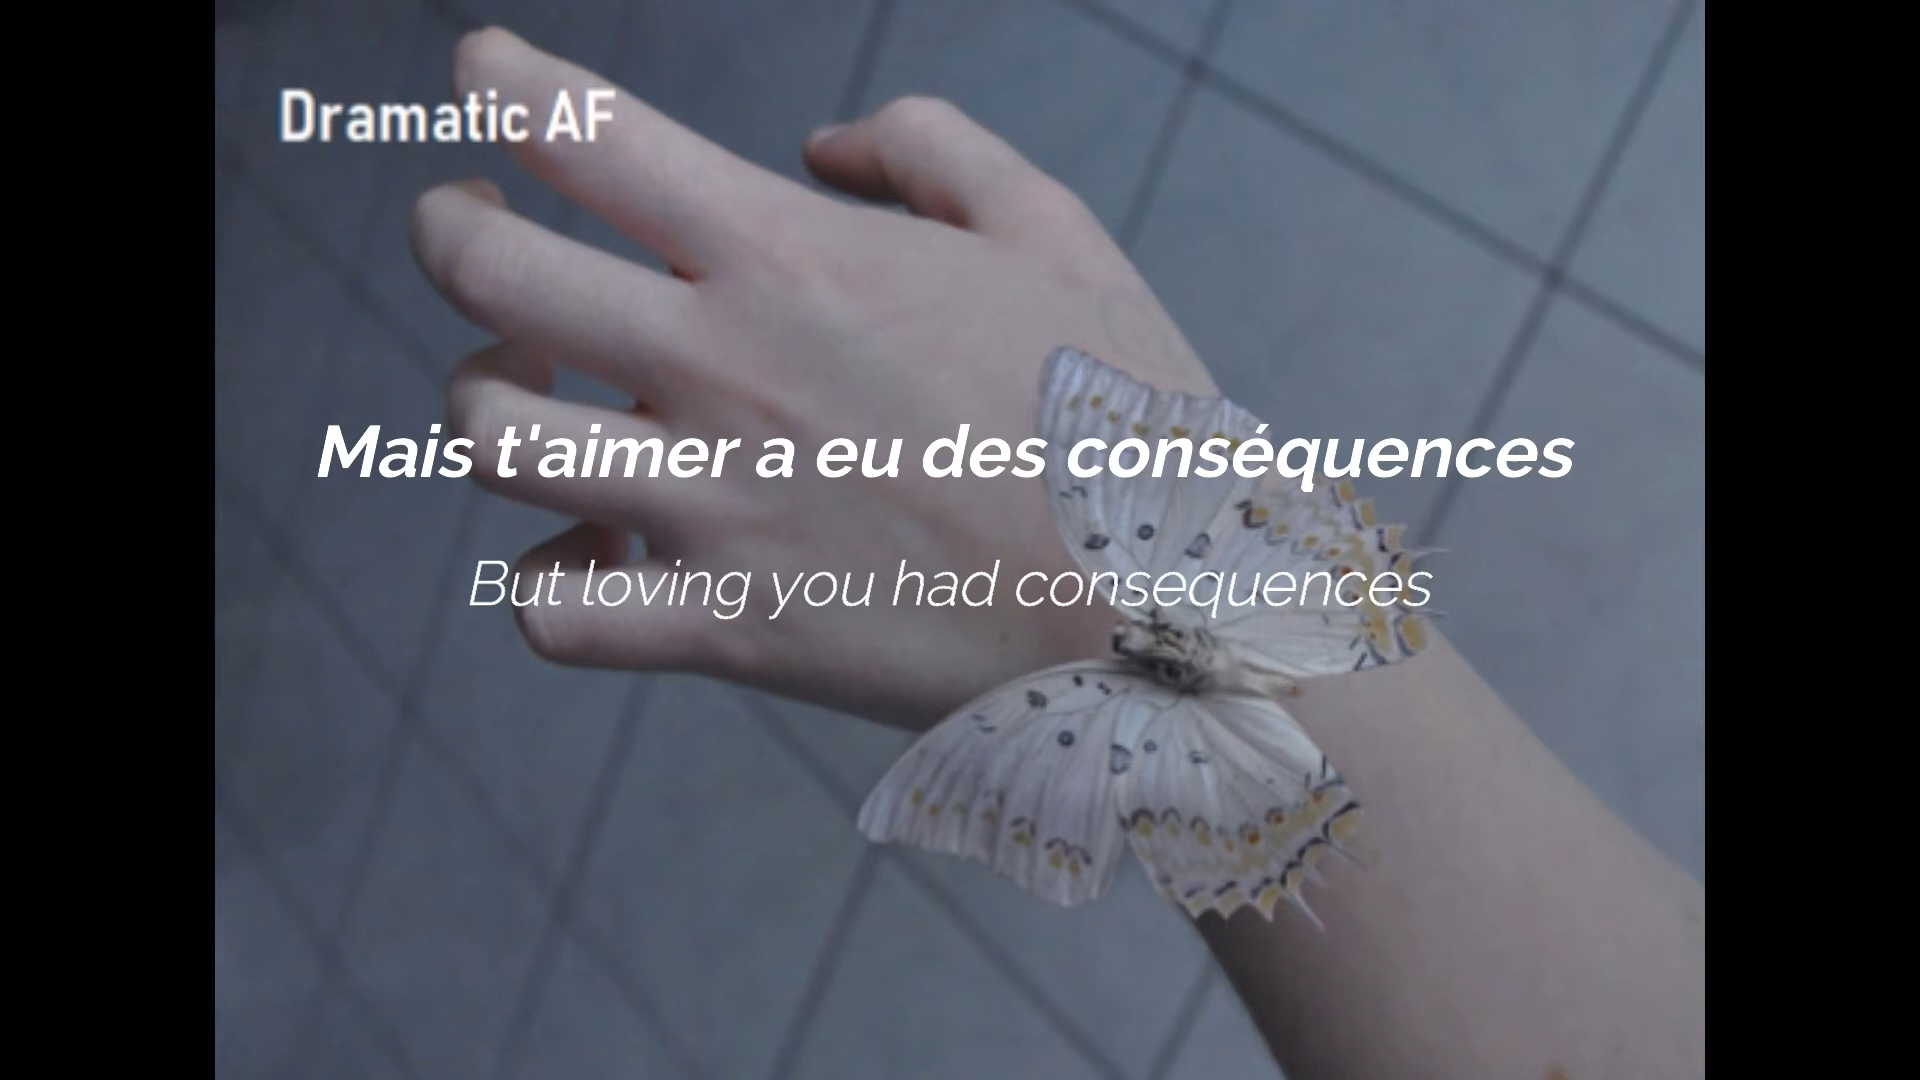 Dramatic AF
Mais t'aimer a eu des conséquences
But loving you had consequences